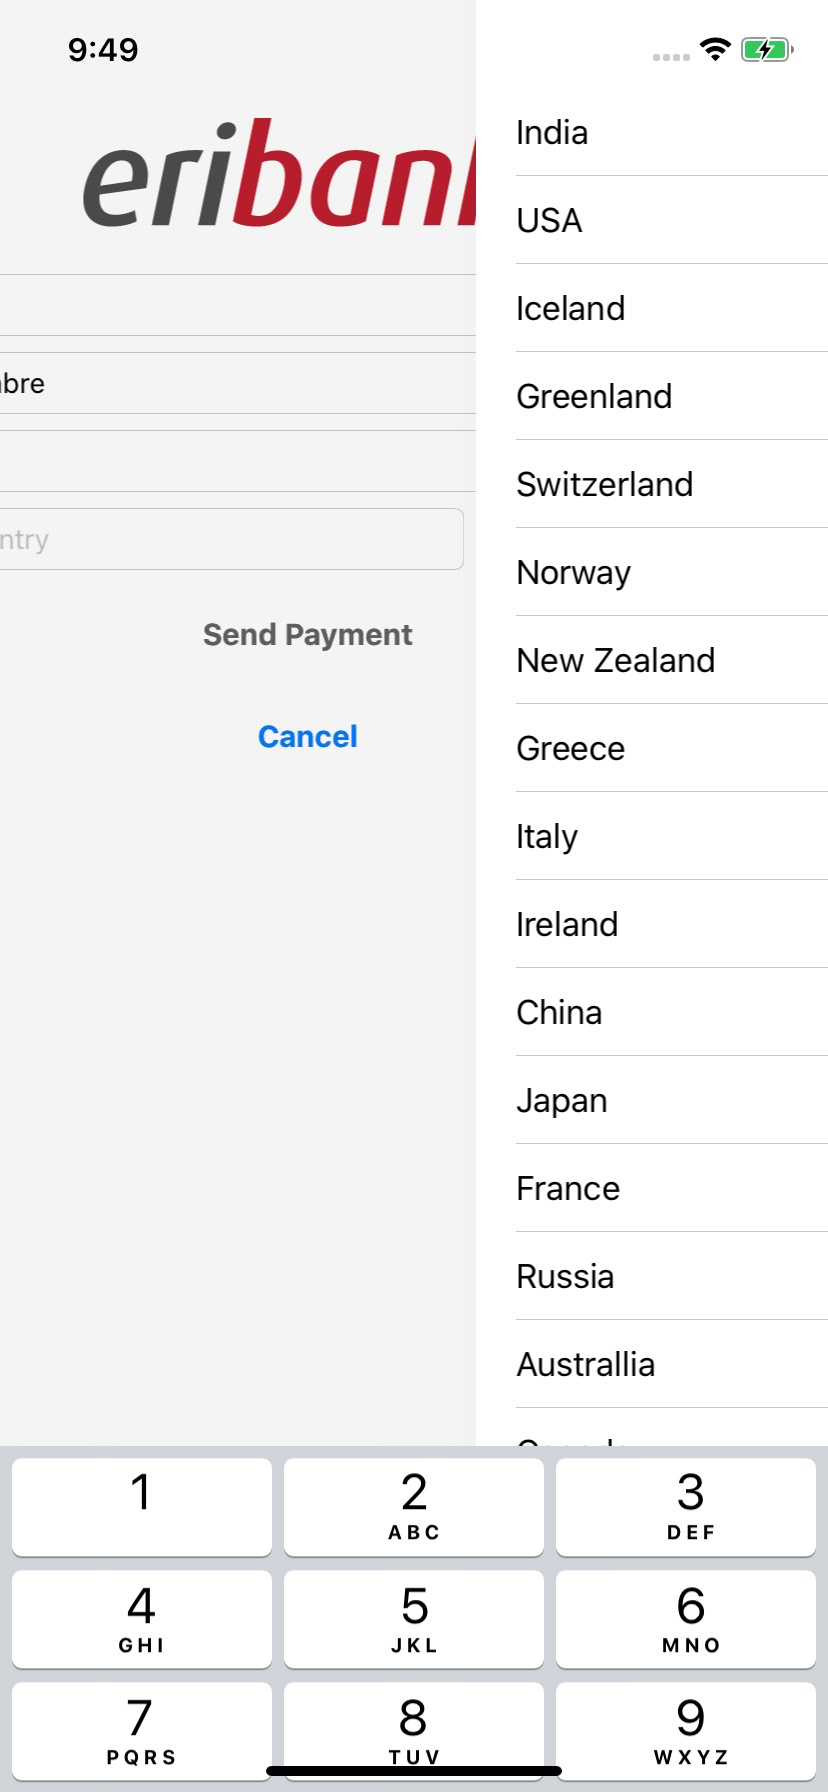 9:49
eribank
India
USA
Iceland
bre
Greenland
Switzerland
ntry
Norway
Send Payment
New Zealand
Cancel
Greece
Italy
Ireland
China
Japan
France
Russia
Australlia
1
2
ABC
3
DEF
4
GHI
5
JKL
6
MNO
7
PQRS
8
TUV
9
WXYZ